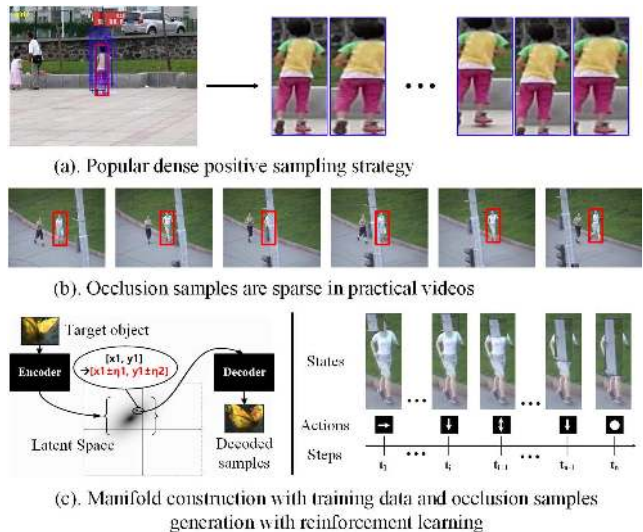 (a). Popular dense positive sampling strategy
(b). Occlusion samples are sparse in practical videos
Target object
[x1, y1]
→[x1±η1, y1±η2]
Encoder
Decoder
Latent Space
Decoded
samples
States
Actions
Steps
(c). Manifold construction with training data and occlusion samples
generation with reinforcement learning